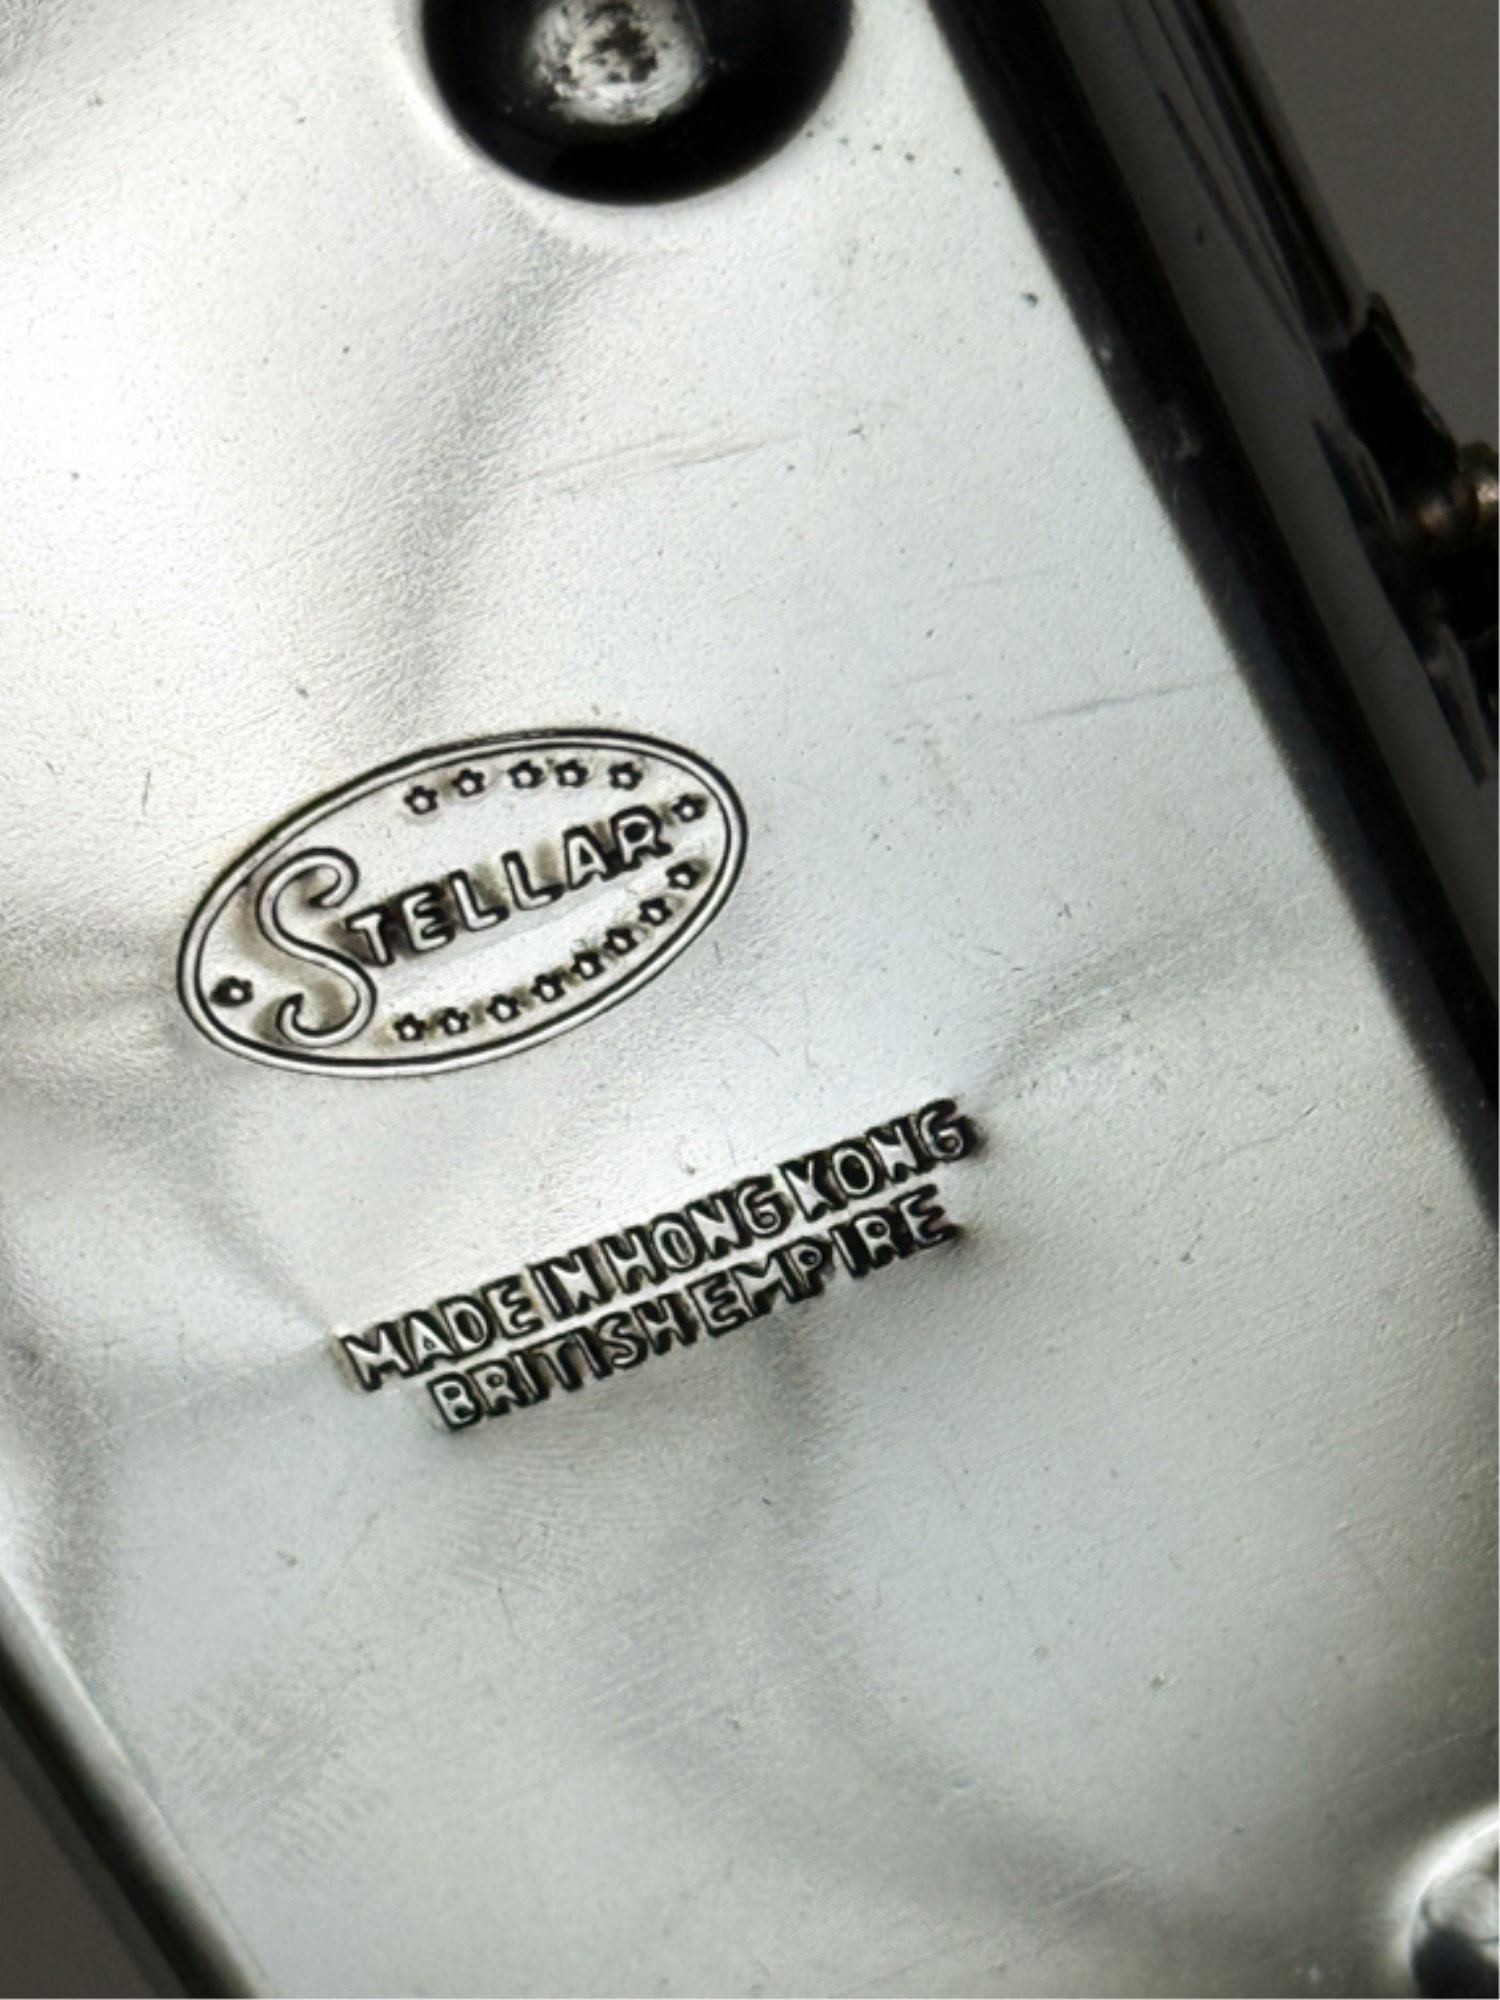 STELLAR
MADE IN HONG KONG
BRITISH EMPIRE